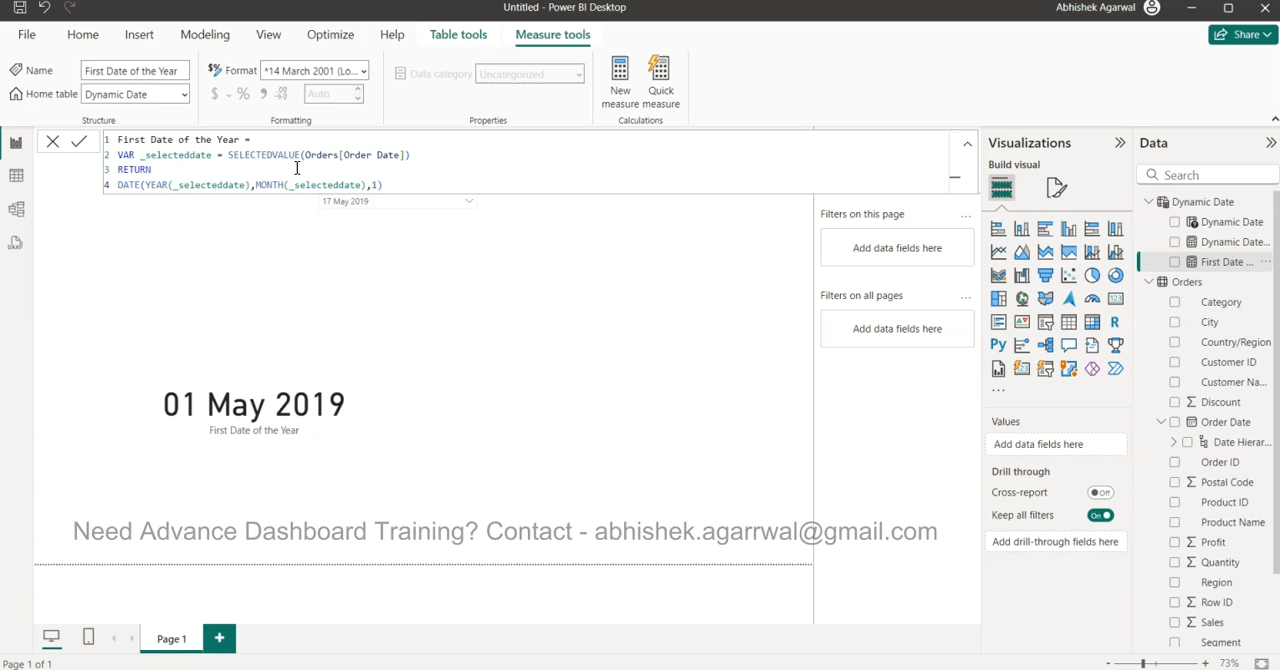 Untitled - Power BI Desktop
Abhishek Agarwal
File Home Insert Modeling View Optimize Help Table tools Measure tools
Share
Name First Date of the Year
Format *14 March 2001 (Lo...
Data category Uncategorized
Home table Dynamic Date
$ % Auto
New measure
Quick measure
Structure Formatting Properties Calculations
1 First Date of the Year =
2 VAR _selecteddate = SELECTEDVALUE(Orders[Order Date])
3 RETURN
4 DATE(YEAR(_selecteddate),MONTH(_selecteddate),1)
17 May 2019
01 May 2019
First Date of the Year
Need Advance Dashboard Training? Contact - abhishek.agarrwal@gmail.com
Filters on this page ...
Add data fields here
Filters on all pages ...
Add data fields here
Visualizations
Build visual
R
Py
...
Values
Add data fields here
Drill through
Cross-report Off
Keep all filters On
Add drill-through fields here
Data
Search
Dynamic Date
Dynamic Date
Dynamic Date...
First Date ... ...
Orders
Category
City
Country/Region
Customer ID
Customer Na...
Σ Discount
Order Date
Date Hierar...
Order ID
Σ Postal Code
Product ID
Product Name
Σ Profit
Σ Quantity
Region
Σ Row ID
Σ Sales
Segment
Page 1
Page 1 of 1
- + 73%